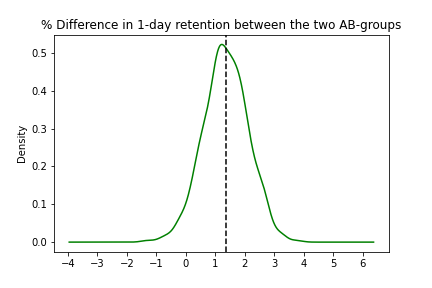 % Difference in 1-day retention between the two AB-groups
0.5
0.4
0.3
0.2
0.1
0.0
Density
−4 −3 −2 −1 0 1 2 3 4 5 6